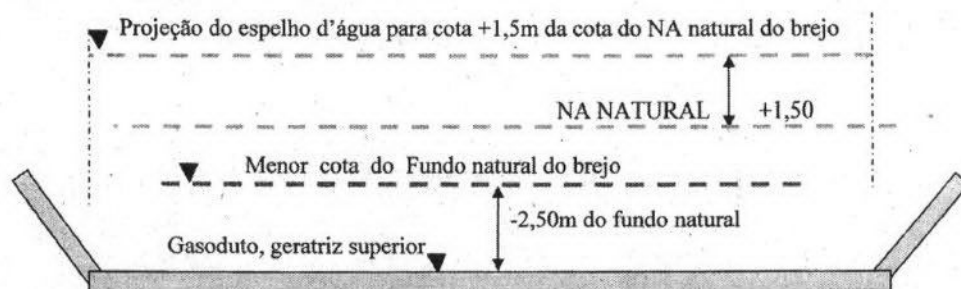 Projeção do espelho d'água para cota +1,5m da cota do NA natural do brejo
NA NATURAL +1,50
Menor cota do Fundo natural do brejo
-2,50m do fundo natural
Gasoduto, geratriz superior